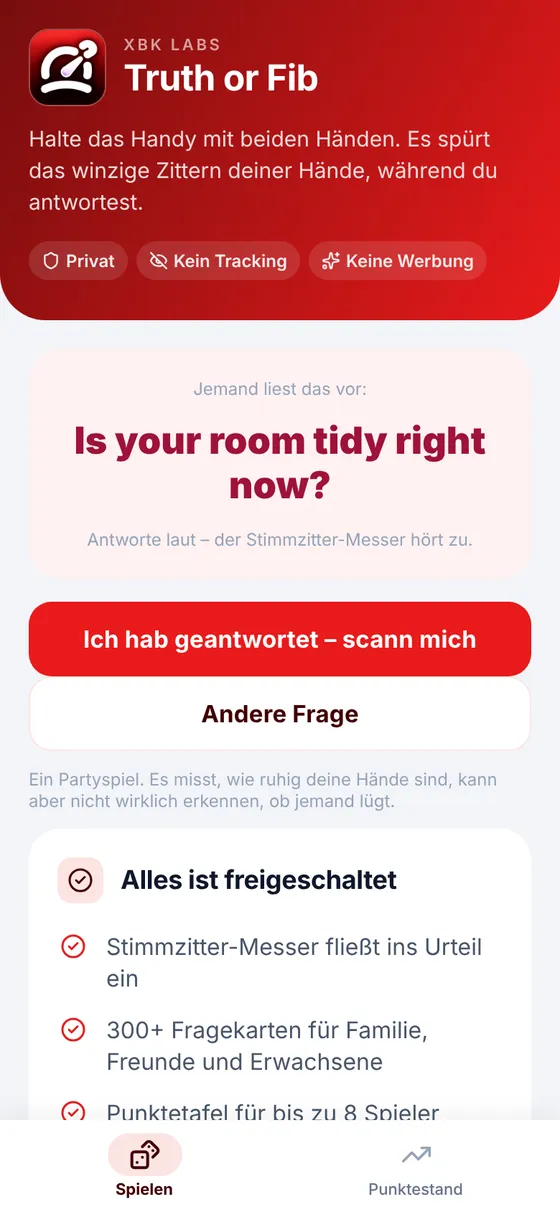 XBK LABS
Truth or Fib
Halte das Handy mit beiden Händen. Es spürt
das winzige Zittern deiner Hände, während du
antwortest.
Privat
Kein Tracking
Keine Werbung
Jemand liest das vor:
Is your room tidy right
now?
Antworte laut – der Stimmzitter-Messer hört zu.
Ich hab geantwortet – scann mich
Andere Frage
Ein Partyspiel. Es misst, wie ruhig deine Hände sind, kann
aber nicht wirklich erkennen, ob jemand lügt.
Alles ist freigeschaltet
Stimmzitter-Messer fließt ins Urteil
ein
300+ Fragekarten für Familie,
Freunde und Erwachsene
Punktetafel für bis zu 8 Spieler
Spielen
Punktestand